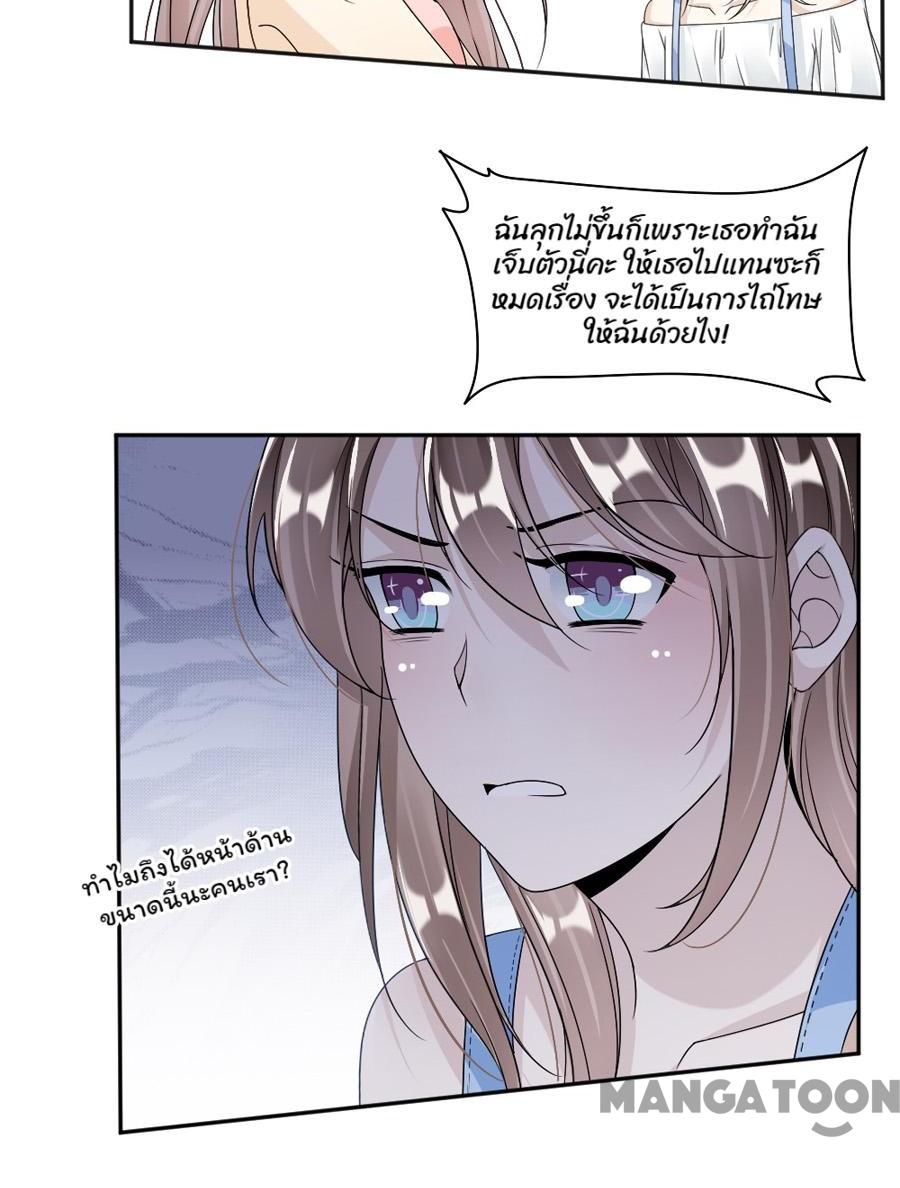 ฉันลุกไม่ขึ้นก็เพราะเธอทำฉัน
เจ็บตัวนี่คะ ให้เธอไปแทนซะก็
หมดเรื่อง จะได้เป็นการไถ่โทษ
ให้ฉันด้วยไง!
ทำไมถึงได้หน้าด้าน
ขนาดนี้นะคนเรา?
MANGATOON